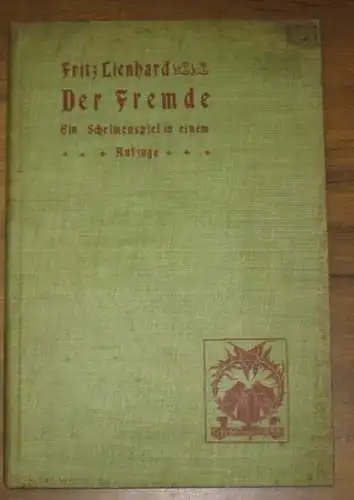 Fritz Lienhard
Der Fremde
Ein Schelmenspiel in einem
Aufzuge